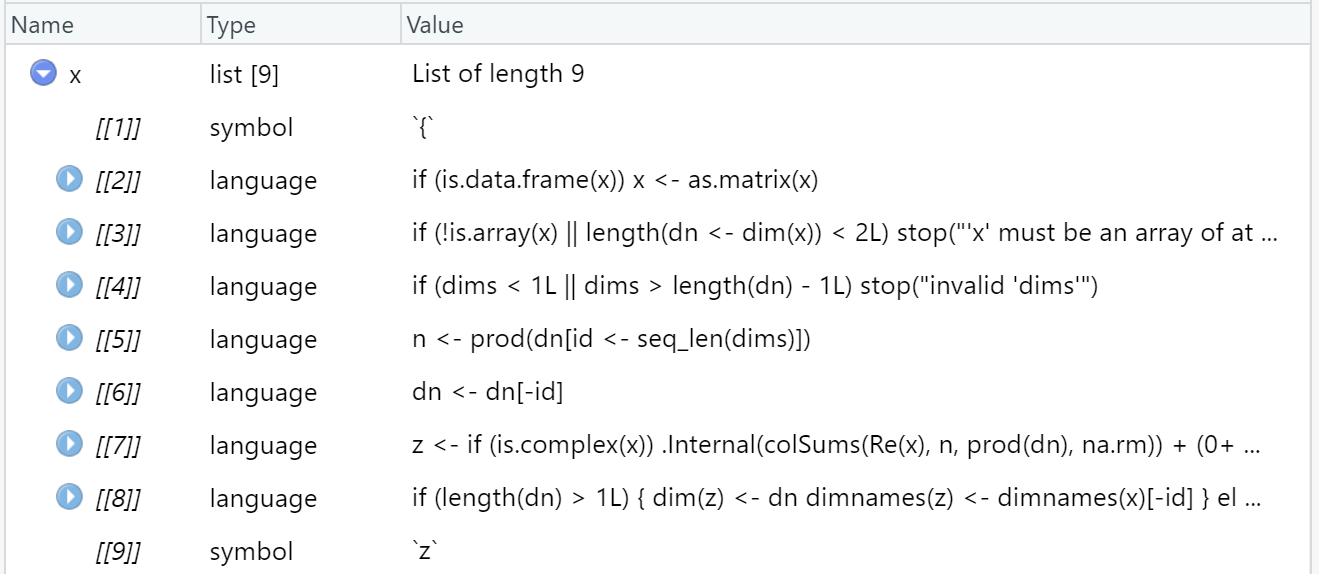 Name Type Value
x list [9] List of length 9
[[1]] symbol `{`
[[2]] language if (is.data.frame(x)) x <- as.matrix(x)
[[3]] language if (!is.array(x) || length(dn <- dim(x)) < 2L) stop("'x' must be an array of at ...
[[4]] language if (dims < 1L || dims > length(dn) - 1L) stop("invalid 'dims'")
[[5]] language n <- prod(dn[id <- seq_len(dims)])
[[6]] language dn <- dn[-id]
[[7]] language z <- if (is.complex(x)) .Internal(colSums(Re(x), n, prod(dn), na.rm)) + (0+ ...
[[8]] language if (length(dn) > 1L) { dim(z) <- dn dimnames(z) <- dimnames(x)[-id] } el ...
[[9]] symbol `z`